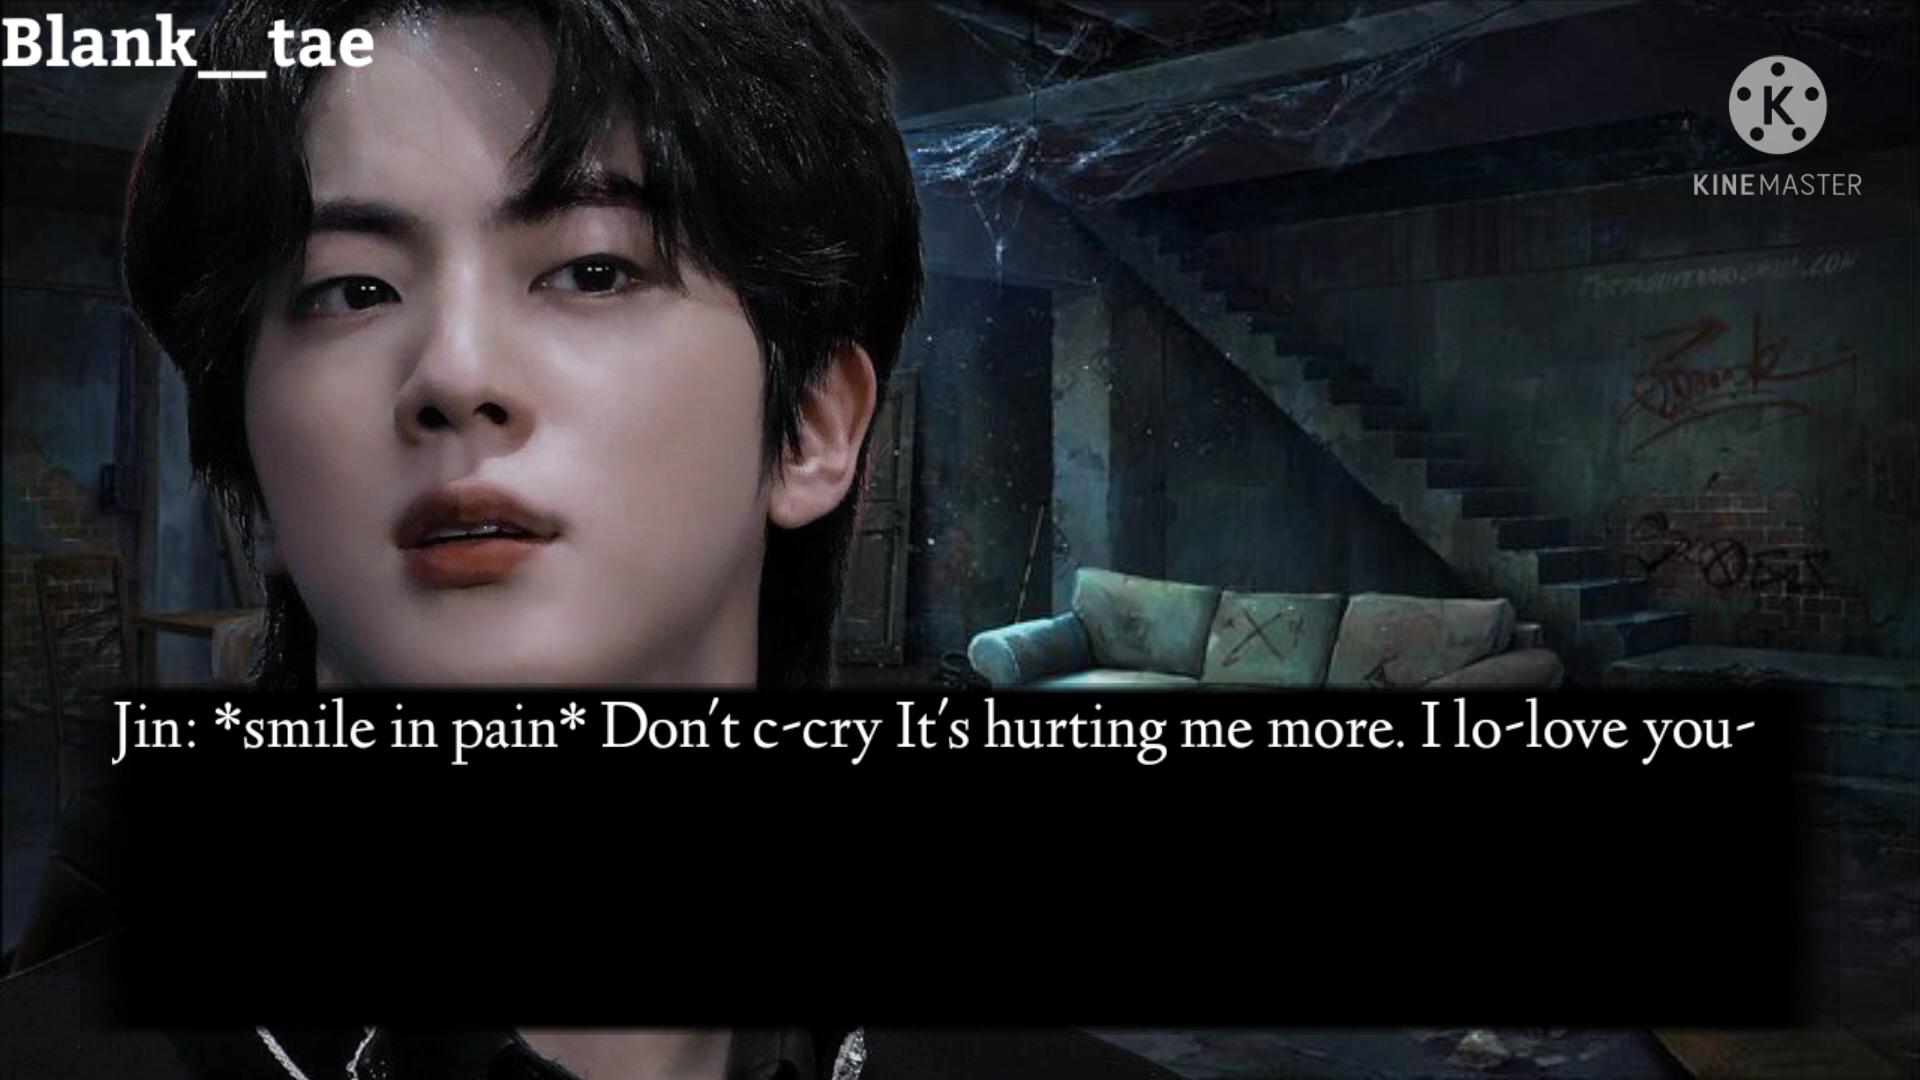 Blank__tae
K
KINEMASTER
Jin: *smile in pain* Don't c-cry It's hurting me more. I lo-love you-